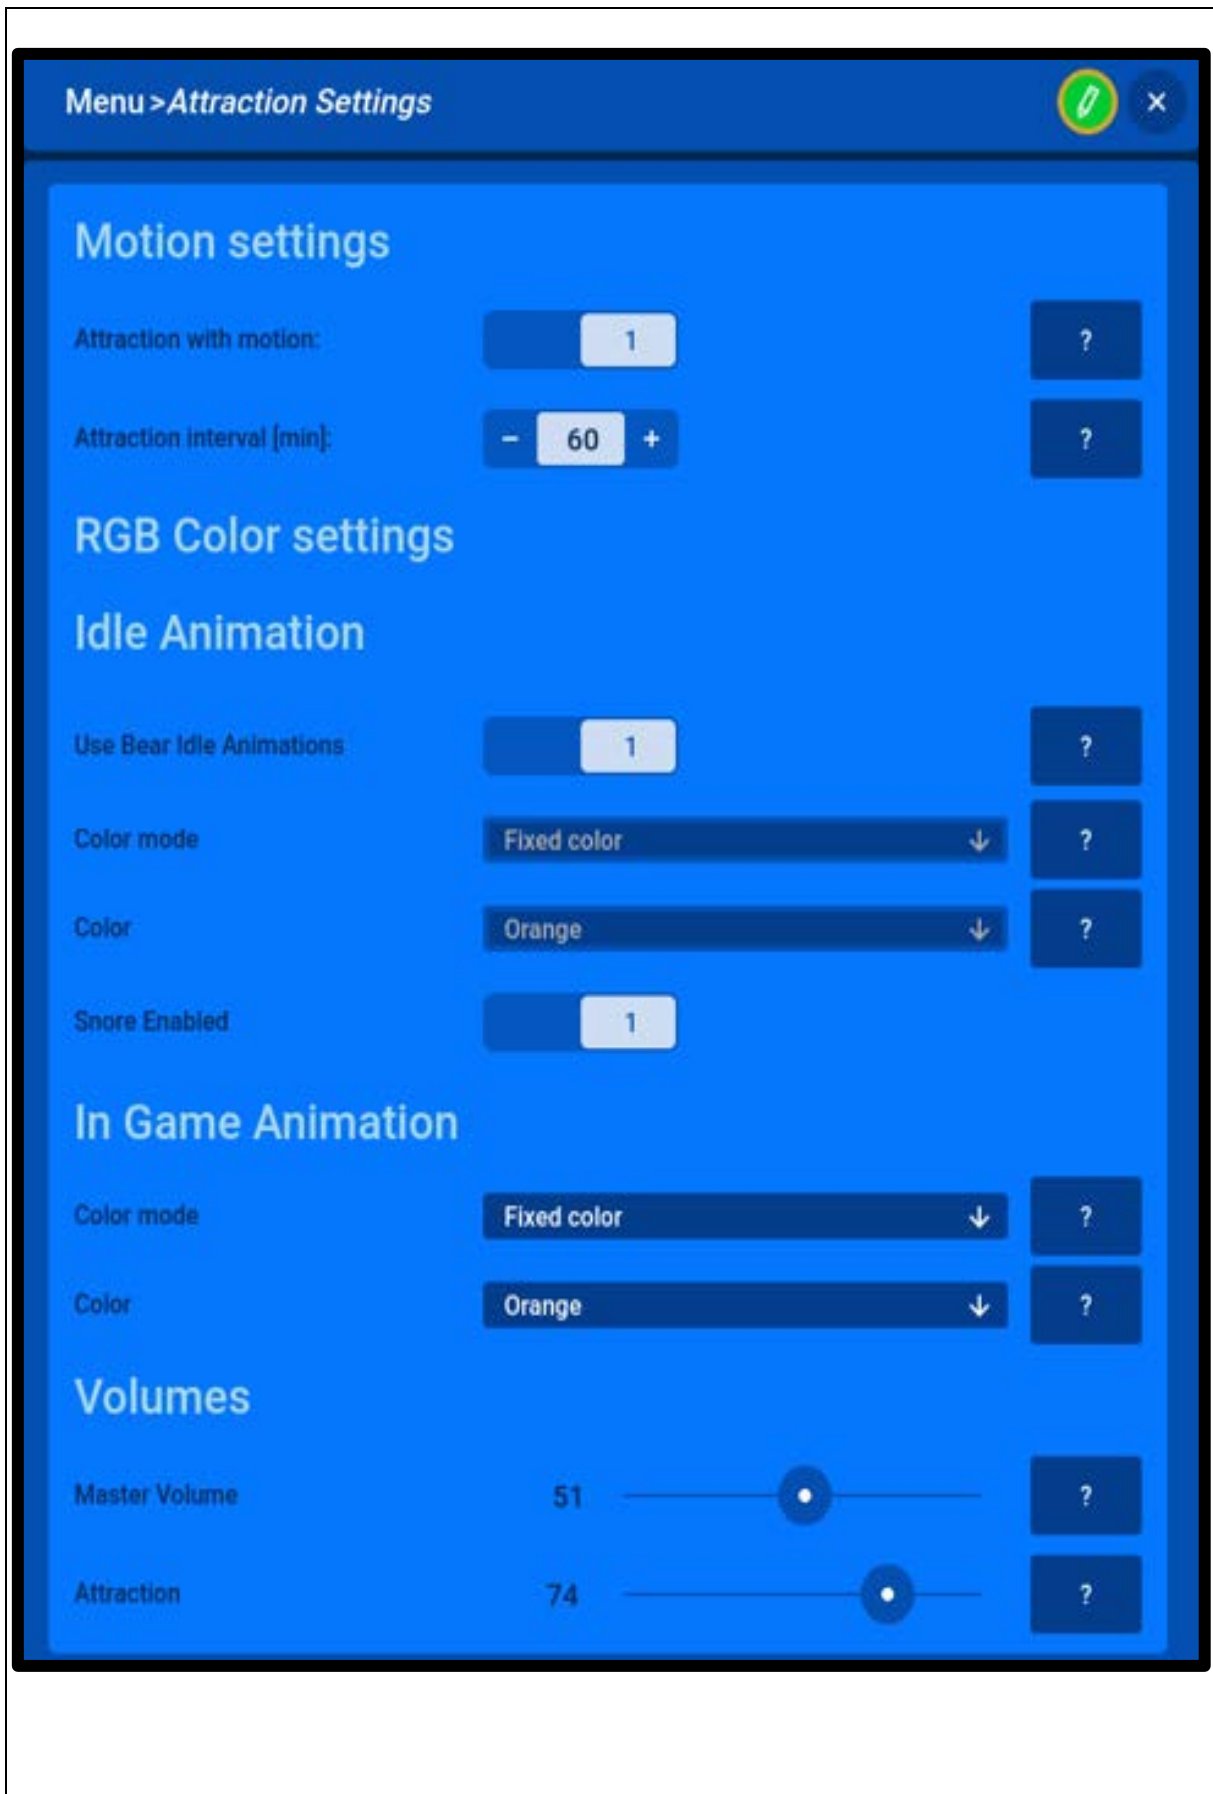 Menu>Attraction Settings
Motion settings
Attraction with motion: 1 ?
Attraction interval [min]: − 60 + ?
RGB Color settings
Idle Animation
Use Bear Idle Animations 1 ?
Color mode Fixed color ?
Color Orange ?
Snore Enabled 1
In Game Animation
Color mode Fixed color ?
Color Orange ?
Volumes
Master Volume 51 ?
Attraction 74 ?